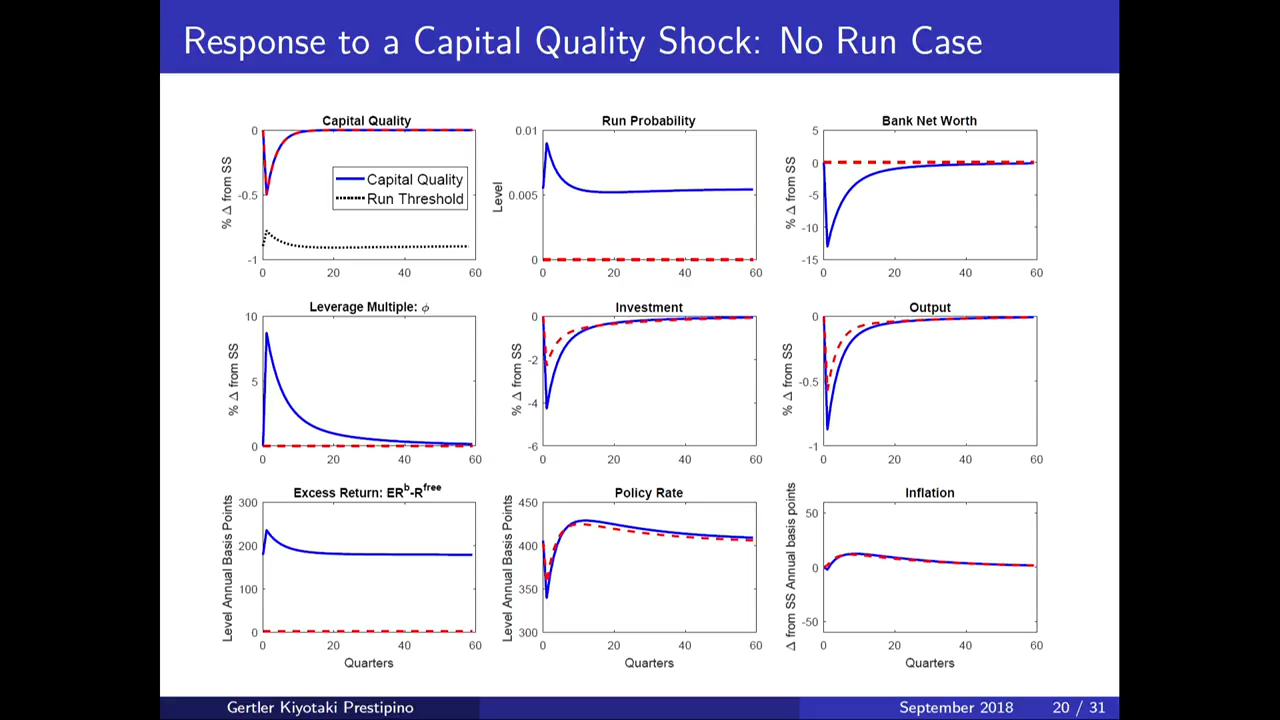 Response to a Capital Quality Shock: No Run Case
Capital Quality
% Δ from SS
0
-0.5
-1
Capital Quality
Run Threshold
0 20 40 60
Run Probability
Level
0.01
0.005
0
0 20 40 60
Bank Net Worth
% Δ from SS
5
0
-5
-10
-15
0 20 40 60
Leverage Multiple: ϕ
% Δ from SS
10
5
0
0 20 40 60
Investment
% Δ from SS
0
-2
-4
-6
0 20 40 60
Output
% Δ from SS
0
-0.5
-1
0 20 40 60
Excess Return: ER^b-R^free
Level Annual Basis Points
300
200
100
0
0 20 40 60
Quarters
Policy Rate
Level Annual Basis Points
450
400
350
300
0 20 40 60
Quarters
Inflation
Δ from SS Annual basis points
50
0
-50
0 20 40 60
Quarters
Gertler Kiyotaki Prestipino
September 2018 20 / 31